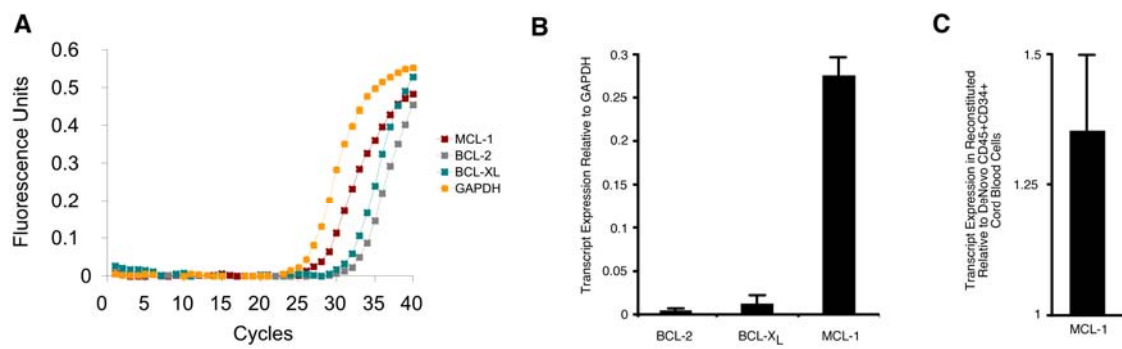 A
Fluorescence Units
0.6
0.5
0.4
0.3
0.2
0.1
0
0 5 10 15 20 25 30 35 40
Cycles
MCL-1
BCL-2
BCL-XL
GAPDH
B
Transcript Expression Relative to GAPDH
0.3
0.25
0.2
0.15
0.1
0.05
0
BCL-2 BCL-XL MCL-1
C
Transcript Expression in Reconstituted
Relative to DeNovo CD45+CD34+
Cord Blood Cells
1.5
1.25
1
MCL-1